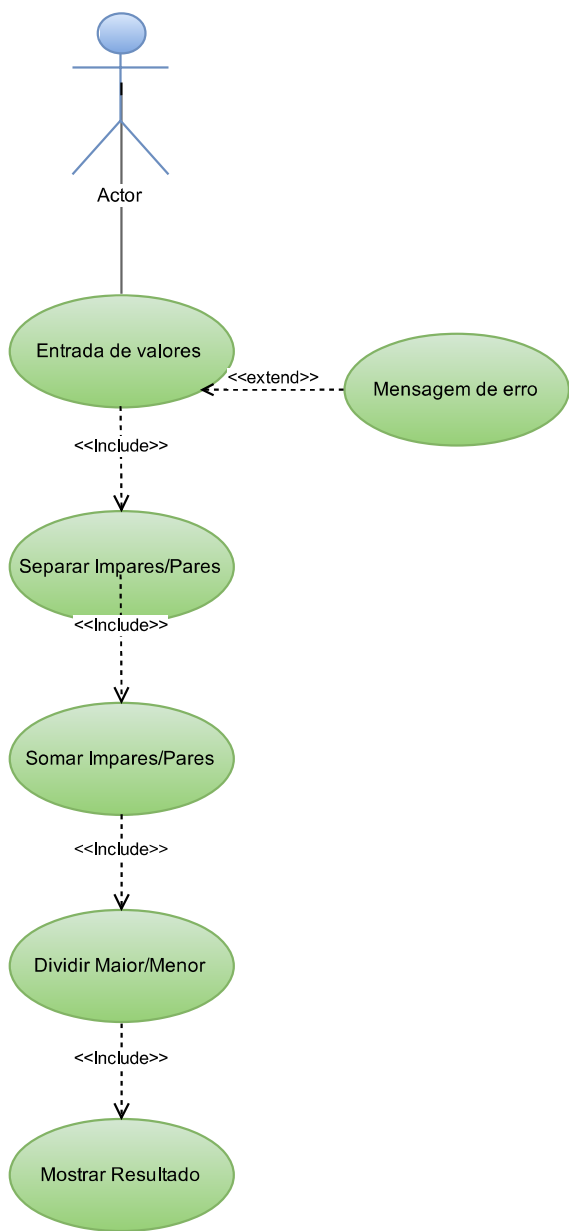 Actor
Entrada de valores
<<extend>>
Mensagem de erro
<<Include>>
Separar Impares/Pares
<<Include>>
Somar Impares/Pares
<<Include>>
Dividir Maior/Menor
<<Include>>
Mostrar Resultado